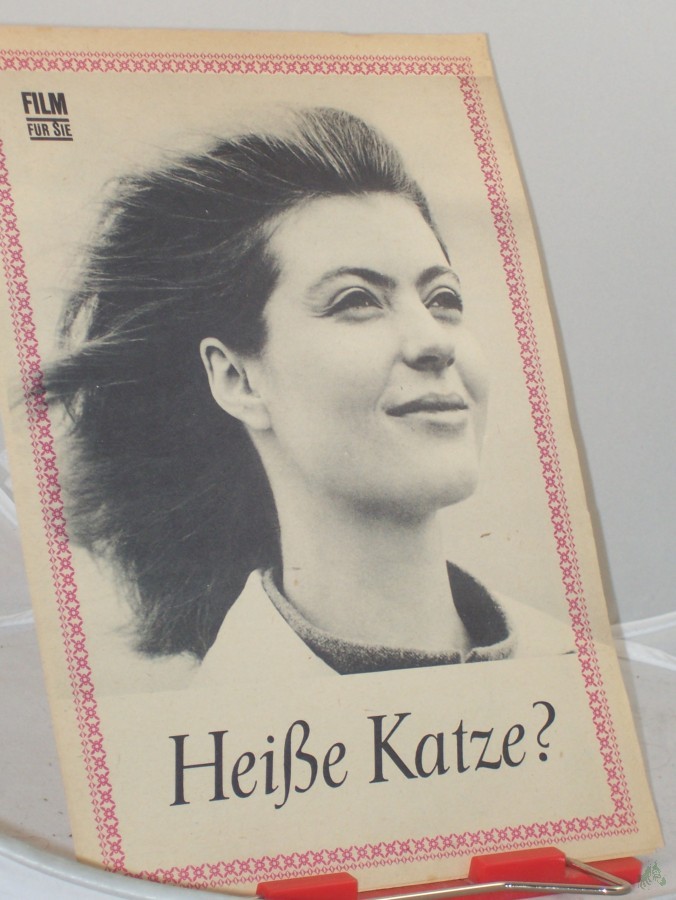 FILM
FÜR SIE
Heiße Katze?